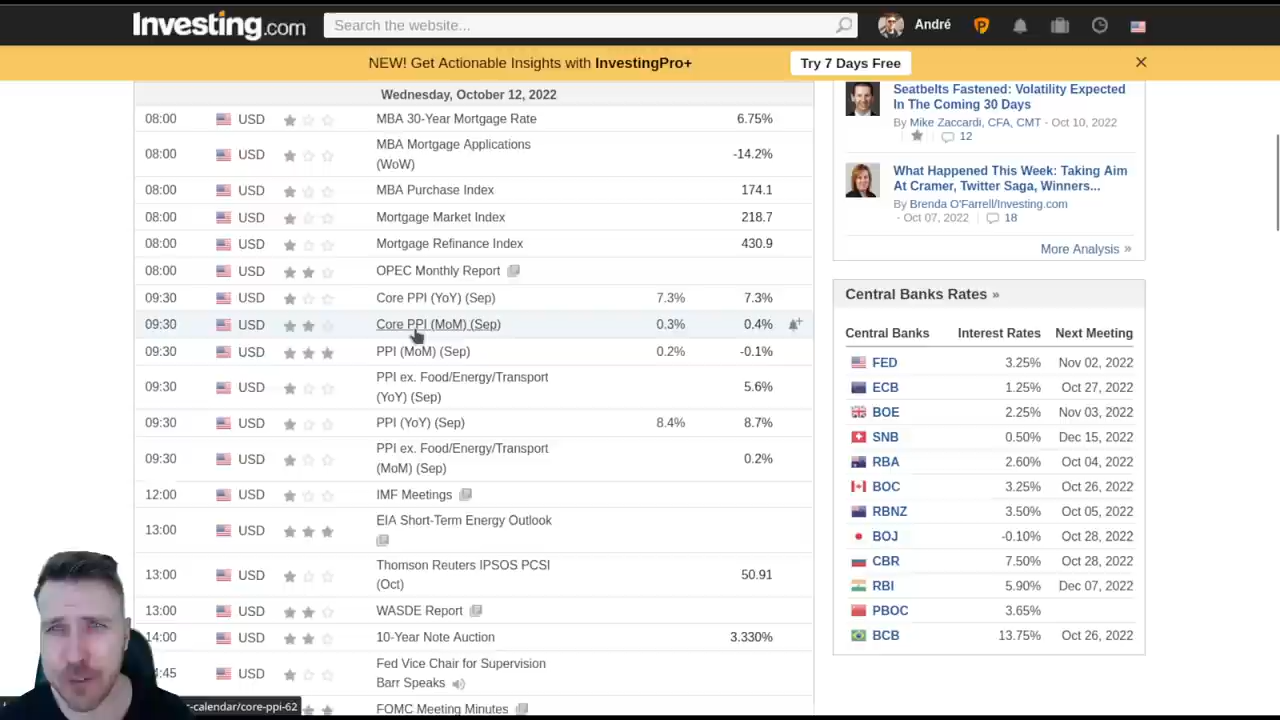 Investing.com
Search the website...
André
NEW! Get Actionable Insights with InvestingPro+
Try 7 Days Free
Wednesday, October 12, 2022
08:00 USD MBA 30-Year Mortgage Rate 6.75%
08:00 USD MBA Mortgage Applications (WoW) -14.2%
08:00 USD MBA Purchase Index 174.1
08:00 USD Mortgage Market Index 218.7
08:00 USD Mortgage Refinance Index 430.9
08:00 USD OPEC Monthly Report
09:30 USD Core PPI (YoY) (Sep) 7.3% 7.3%
09:30 USD Core PPI (MoM) (Sep) 0.3% 0.4%
09:30 USD PPI (MoM) (Sep) 0.2% -0.1%
09:30 USD PPI ex. Food/Energy/Transport (YoY) (Sep) 5.6%
09:30 USD PPI (YoY) (Sep) 8.4% 8.7%
09:30 USD PPI ex. Food/Energy/Transport (MoM) (Sep) 0.2%
12:00 USD IMF Meetings
13:00 USD EIA Short-Term Energy Outlook
13:00 USD Thomson Reuters IPSOS PCSI (Oct) 50.91
13:00 USD WASDE Report
14:00 USD 10-Year Note Auction 3.330%
:45 USD Fed Vice Chair for Supervision Barr Speaks
FOMC Meeting Minutes
-calendar/core-ppi-62
Seatbelts Fastened: Volatility Expected
In The Coming 30 Days
By Mike Zaccardi, CFA, CMT - Oct 10, 2022
12
What Happened This Week: Taking Aim
At Cramer, Twitter Saga, Winners...
By Brenda O'Farrell/Investing.com
- Oct 07, 2022 18
More Analysis »
Central Banks Rates »
Central Banks Interest Rates Next Meeting
FED 3.25% Nov 02, 2022
ECB 1.25% Oct 27, 2022
BOE 2.25% Nov 03, 2022
SNB 0.50% Dec 15, 2022
RBA 2.60% Oct 04, 2022
BOC 3.25% Oct 26, 2022
RBNZ 3.50% Oct 05, 2022
BOJ -0.10% Oct 28, 2022
CBR 7.50% Oct 28, 2022
RBI 5.90% Dec 07, 2022
PBOC 3.65%
BCB 13.75% Oct 26, 2022